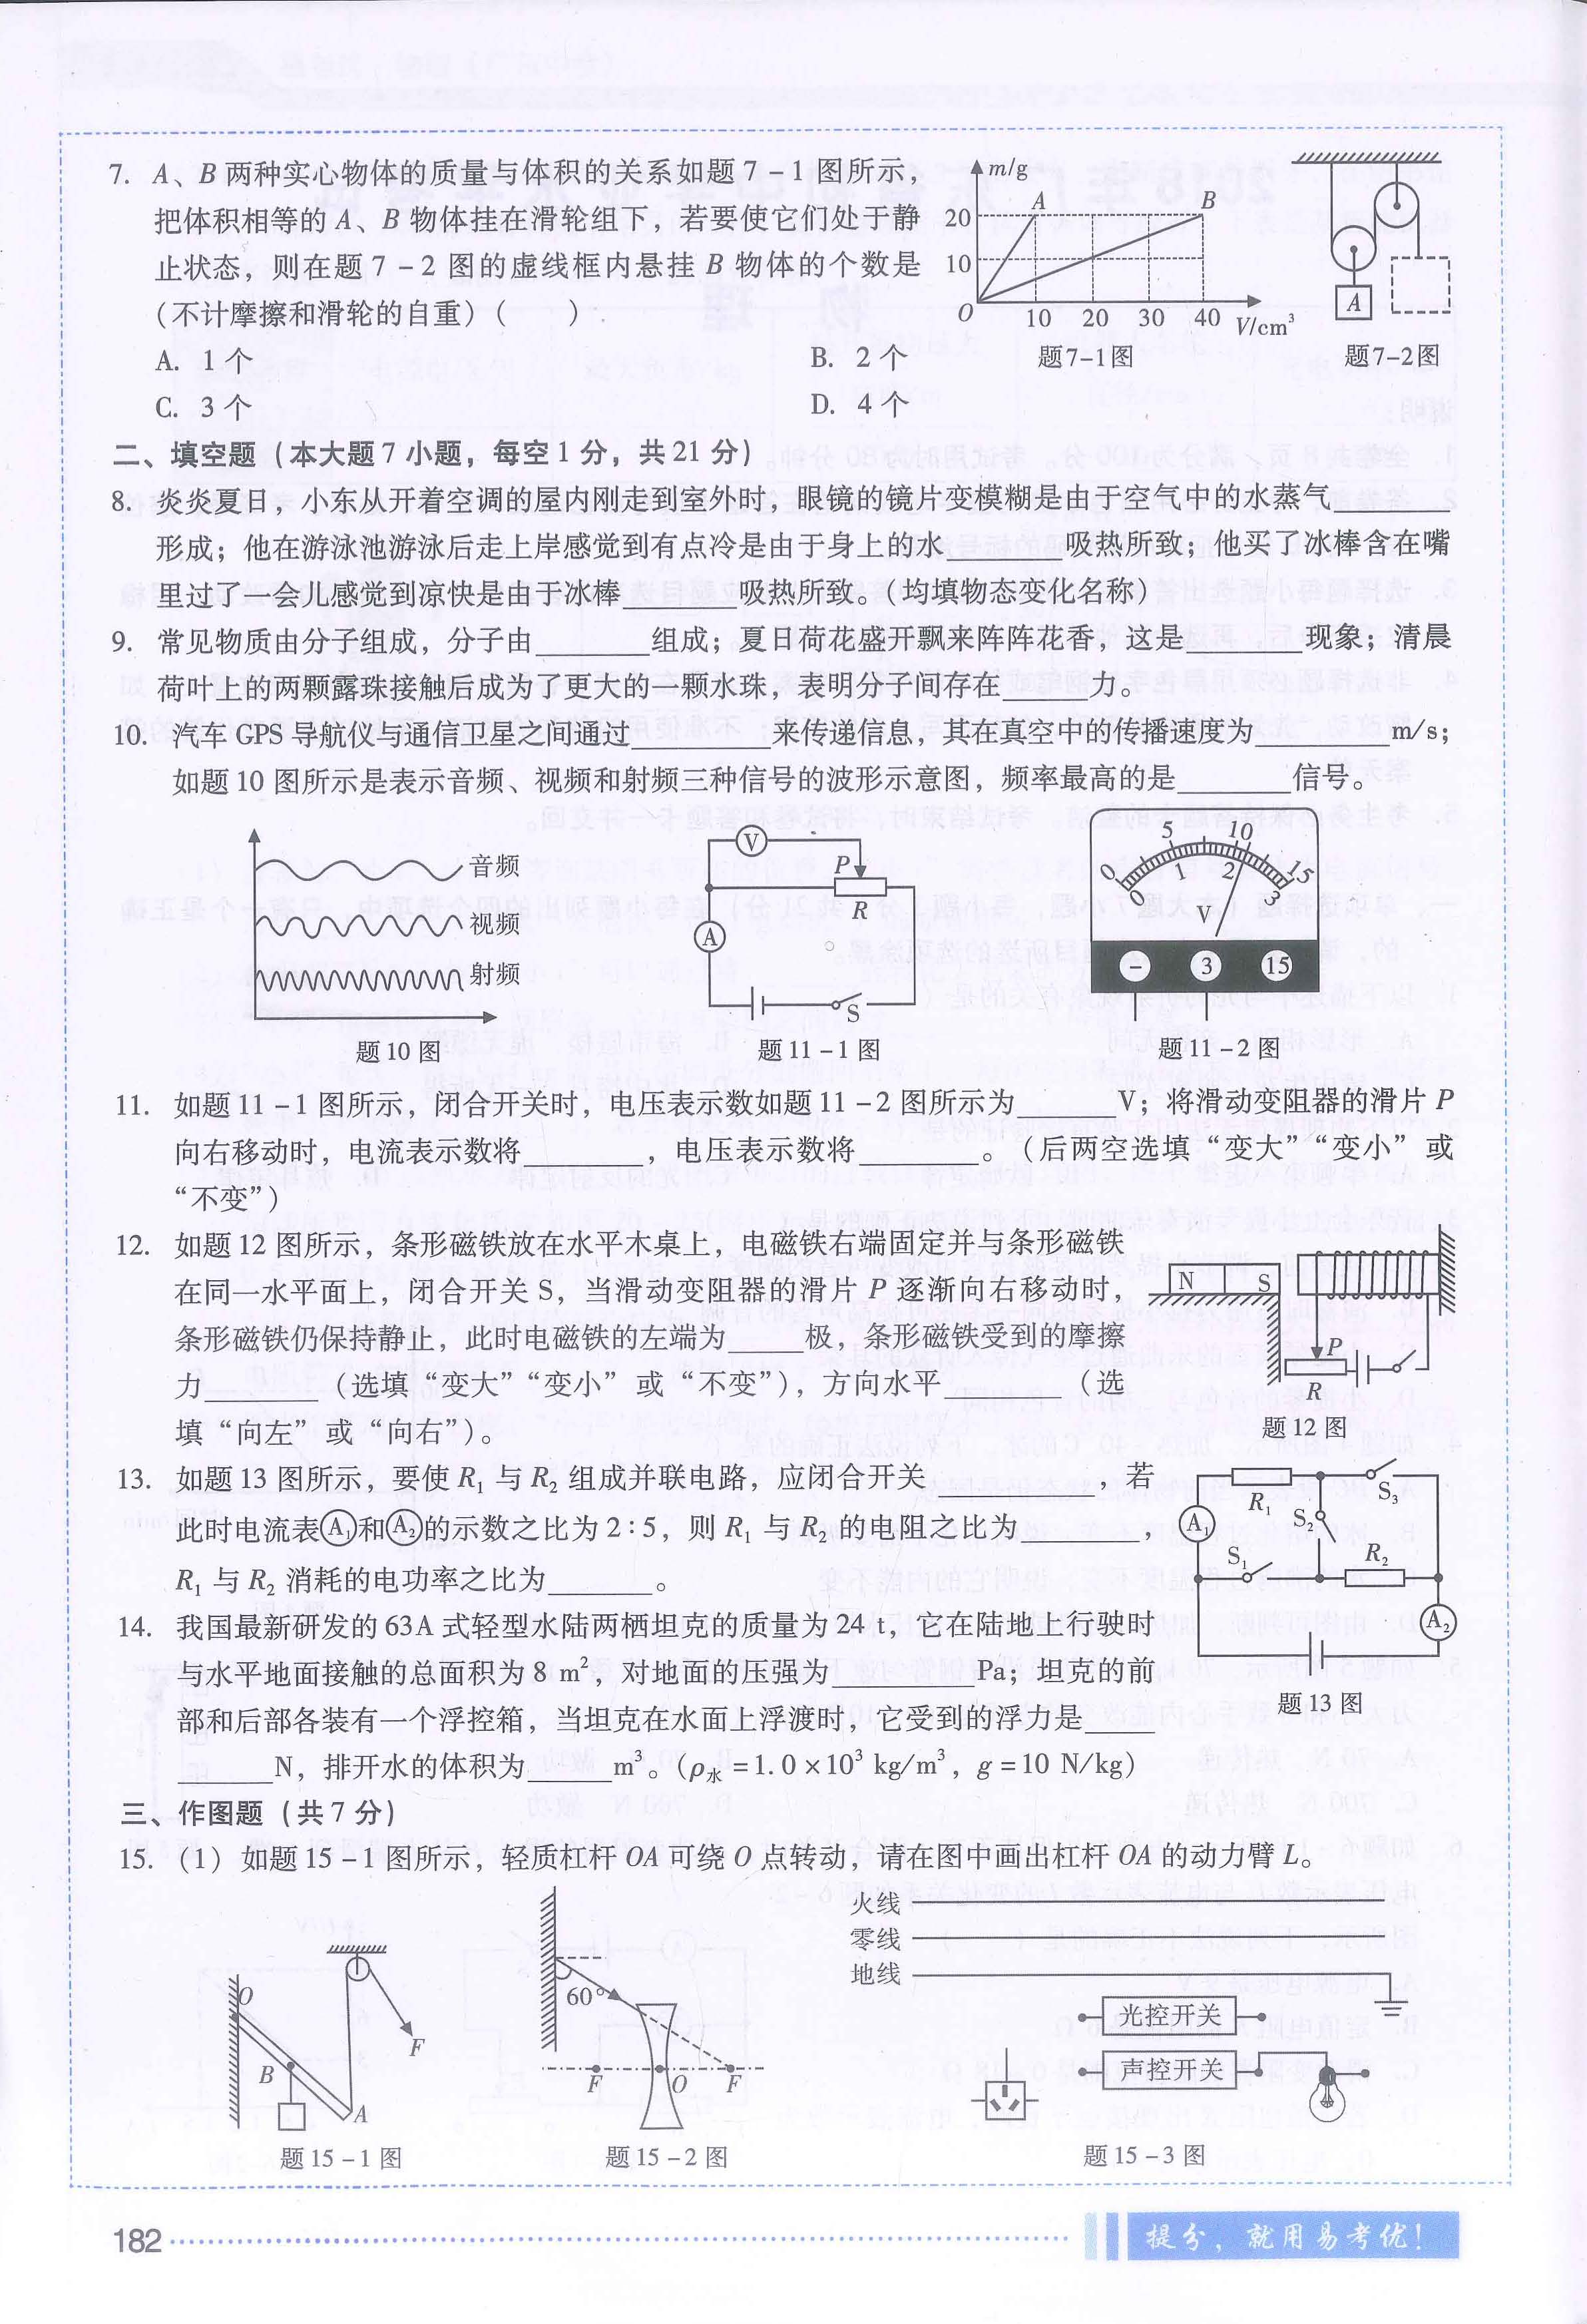 7. A、B 两种实心物体的质量与体积的关系如题 7-1 图所示，
把体积相等的 A、B 物体挂在滑轮组下，若要使它们处于静
止状态，则在题 7-2 图的虚线框内悬挂 B 物体的个数是
(不计摩擦和滑轮的自重) (　　)
A. 1 个
B. 2 个
C. 3 个
D. 4 个
m/g
20
10
O
A
B
10 20 30 40 V/cm³
题7-1图
A
题7-2图
二、填空题 (本大题 7 小题，每空 1 分，共 21 分)
8. 炎炎夏日，小东从开着空调的屋内刚走到室外时，眼镜的镜片变模糊是由于空气中的水蒸气______
形成；他在游泳池游泳后走上岸感觉到有点冷是由于身上的水______吸热所致；他买了冰棒含在嘴
里过了一会儿感觉到凉快是由于冰棒______吸热所致。(均填物态变化名称)
9. 常见物质由分子组成，分子由______组成；夏日荷花盛开飘来阵阵花香，这是______现象；清晨
荷叶上的两颗露珠接触后成为了更大的一颗水珠，表明分子间存在______力。
10. 汽车 GPS 导航仪与通信卫星之间通过______来传递信息，其在真空中的传播速度为______m/s；
如题 10 图所示是表示音频、视频和射频三种信号的波形示意图，频率最高的是______信号。
音频
视频
射频
题 10 图
V
P
R
A
S
题 11-1 图
0 5 10 15
0 1 2 3
V
- 3 15
题 11-2 图
11. 如题 11-1 图所示，闭合开关时，电压表示数如题 11-2 图所示为______V；将滑动变阻器的滑片 P
向右移动时，电流表示数将______，电压表示数将______。(后两空选填“变大”“变小”或
“不变”)
12. 如题 12 图所示，条形磁铁放在水平木桌上，电磁铁右端固定并与条形磁铁
在同一水平面上，闭合开关 S，当滑动变阻器的滑片 P 逐渐向右移动时，
条形磁铁仍保持静止，此时电磁铁的左端为______极，条形磁铁受到的摩擦
力______ (选填“变大”“变小”或“不变”)，方向水平______ (选
填“向左”或“向右”)。
N S
P
R
题 12 图
13. 如题 13 图所示，要使 R₁ 与 R₂ 组成并联电路，应闭合开关______，若
此时电流表Ⓐ₁和Ⓐ₂的示数之比为 2∶5，则 R₁ 与 R₂ 的电阻之比为______，
R₁ 与 R₂ 消耗的电功率之比为______。
R₁
S₃
A₁
S₂
S₁
R₂
A₂
题 13 图
14. 我国最新研发的 63A 式轻型水陆两栖坦克的质量为 24 t，它在陆地上行驶时
与水平地面接触的总面积为 8 m²，对地面的压强为______Pa；坦克的前
部和后部各装有一个浮控箱，当坦克在水面上浮渡时，它受到的浮力是____
______N，排开水的体积为______m³。(ρ水 = 1.0×10³ kg/m³，g = 10 N/kg)
三、作图题 (共 7 分)
15. (1) 如题 15-1 图所示，轻质杠杆 OA 可绕 O 点转动，请在图中画出杠杆 OA 的动力臂 L。
O
B
A
F
题 15-1 图
60°
F O F
题 15-2 图
火线
零线
地线
光控开关
声控开关
题 15-3 图
182
提分，就用易考优！